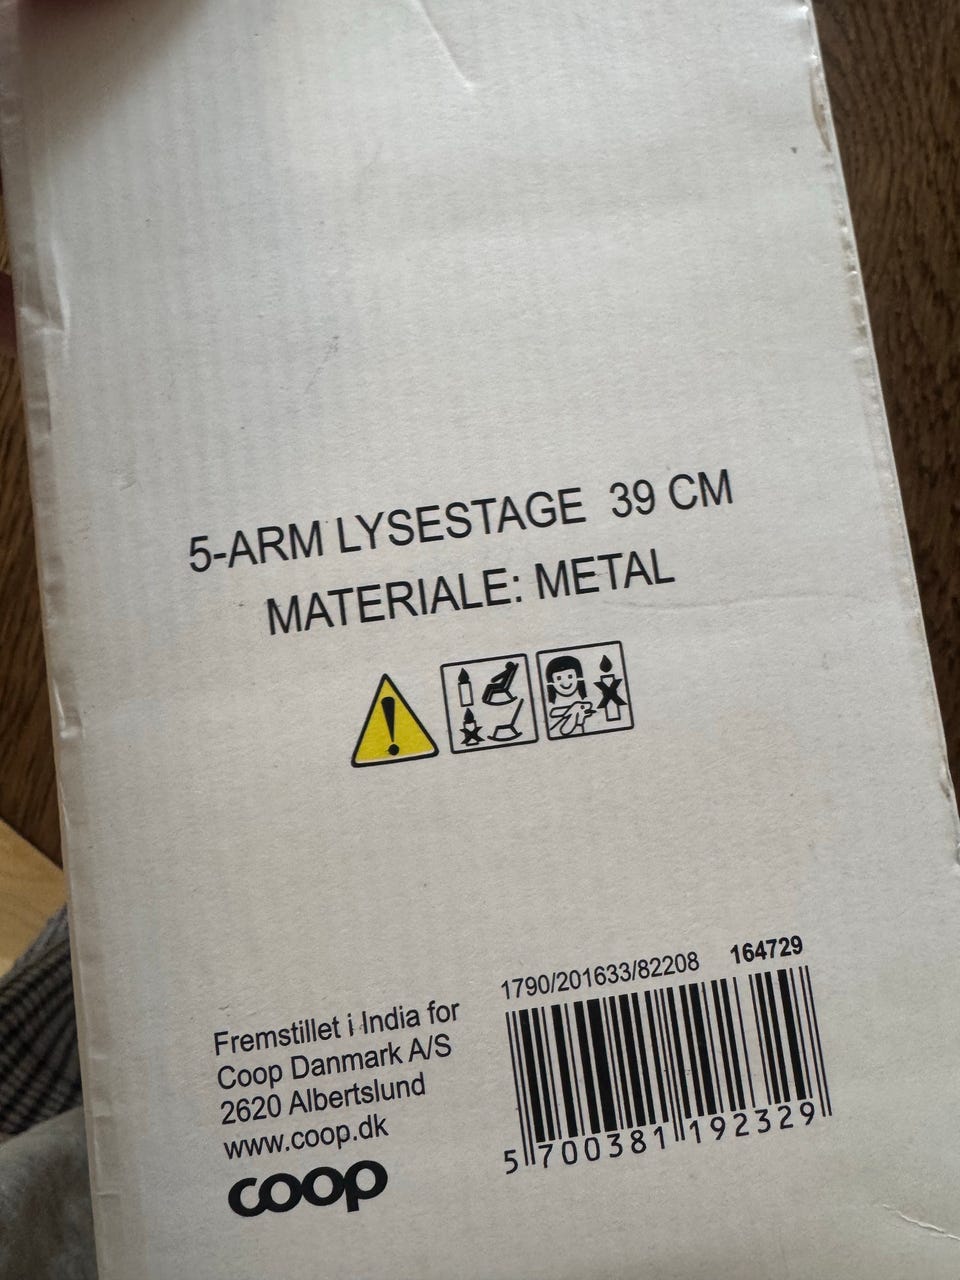 5-ARM LYSESTAGE 39 CM
MATERIALE: METAL
Fremstillet i India for
Coop Danmark A/S
2620 Albertslund
www.coop.dk
coop
1790/201633/82208 164729
5 700381 192329